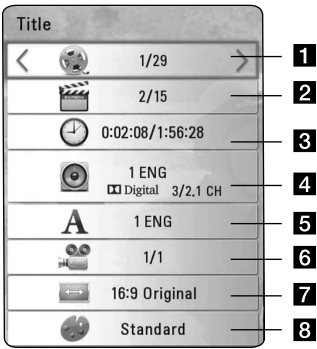 Title
1/29
1
2/15
2
0:02:08/1:56:28
3
1 ENG
Digital 3/2.1 CH
4
A 1 ENG
5
1/1
6
16:9 Original
7
Standard
8